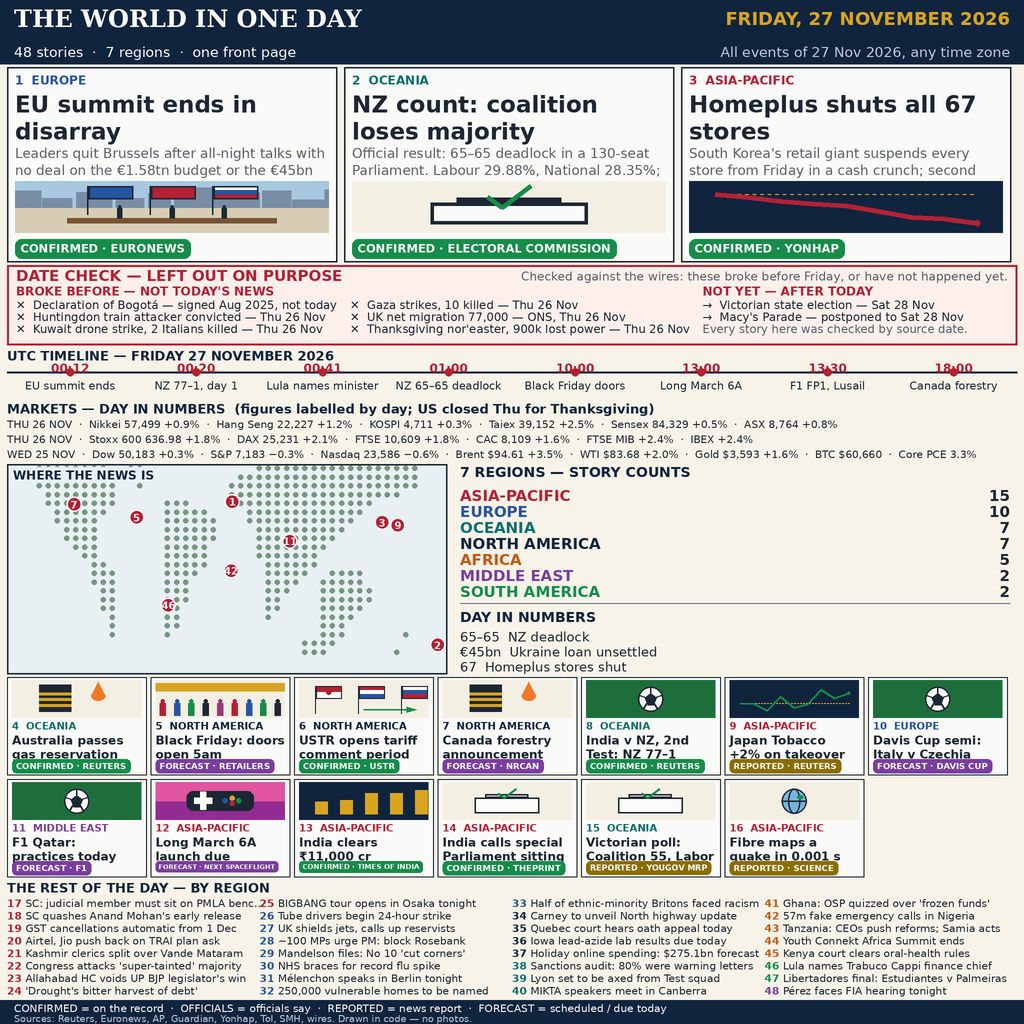 THE WORLD IN ONE DAY
FRIDAY, 27 NOVEMBER 2026
48 stories · 7 regions · one front page
All events of 27 Nov 2026, any time zone
1 EUROPE
EU summit ends in
disarray
Leaders quit Brussels after all-night talks with
no deal on the €1.58tn budget or the €45bn
CONFIRMED · EURONEWS
2 OCEANIA
NZ count: coalition
loses majority
Official result: 65–65 deadlock in a 130-seat
Parliament. Labour 29.88%, National 28.35%;
CONFIRMED · ELECTORAL COMMISSION
3 ASIA-PACIFIC
Homeplus shuts all 67
stores
South Korea's retail giant suspends every
store from Friday in a cash crunch; second
CONFIRMED · YONHAP
DATE CHECK — LEFT OUT ON PURPOSE
Checked against the wires: these broke before Friday, or have not happened yet.
BROKE BEFORE — NOT TODAY'S NEWS
× Declaration of Bogotá — signed Aug 2025, not today
× Huntingdon train attacker convicted — Thu 26 Nov
× Kuwait drone strike, 2 Italians killed — Thu 26 Nov
× Gaza strikes, 10 killed — Thu 26 Nov
× UK net migration 77,000 — ONS, Thu 26 Nov
× Thanksgiving nor'easter, 900k lost power — Thu 26 Nov
NOT YET — AFTER TODAY
→ Victorian state election — Sat 28 Nov
→ Macy's Parade — postponed to Sat 28 Nov
Every story here was checked by source date.
UTC TIMELINE — FRIDAY 27 NOVEMBER 2026
00:12 00:20 00:41 01:00 10:00 13:00 13:30 18:00
EU summit ends NZ 77–1, day 1 Lula names minister NZ 65–65 deadlock Black Friday doors Long March 6A F1 FP1, Lusail Canada forestry
MARKETS — DAY IN NUMBERS (figures labelled by day; US closed Thu for Thanksgiving)
THU 26 NOV · Nikkei 57,499 +0.9% · Hang Seng 22,227 +1.2% · KOSPI 4,711 +0.3% · Taiex 39,152 +2.5% · Sensex 84,329 +0.5% · ASX 8,764 +0.8%
THU 26 NOV · Stoxx 600 636.98 +1.8% · DAX 25,231 +2.1% · FTSE 10,609 +1.8% · CAC 8,109 +1.6% · FTSE MIB +2.4% · IBEX +2.4%
WED 25 NOV · Dow 50,183 +0.3% · S&P 7,183 −0.3% · Nasdaq 23,586 −0.6% · Brent $94.61 +3.5% · WTI $83.68 +2.0% · Gold $3,593 +1.6% · BTC $60,660 · Core PCE 3.3%
WHERE THE NEWS IS
7
5
1
3
9
11
42
46
2
7 REGIONS — STORY COUNTS
ASIA-PACIFIC 15
EUROPE 10
OCEANIA 7
NORTH AMERICA 7
AFRICA 5
MIDDLE EAST 2
SOUTH AMERICA 2
DAY IN NUMBERS
65–65 NZ deadlock
€45bn Ukraine loan unsettled
67 Homeplus stores shut
4 OCEANIA
Australia passes
gas reservation
CONFIRMED · REUTERS
5 NORTH AMERICA
Black Friday: doors
open 5am
FORECAST · RETAILERS
6 NORTH AMERICA
USTR opens tariff
comment period
CONFIRMED · USTR
7 NORTH AMERICA
Canada forestry
announcement
FORECAST · NRCAN
8 OCEANIA
India v NZ, 2nd
Test: NZ 77-1
CONFIRMED · REUTERS
9 ASIA-PACIFIC
Japan Tobacco
+2% on takeover
REPORTED · REUTERS
10 EUROPE
Davis Cup semi:
Italy v Czechia
FORECAST · DAVIS CUP
11 MIDDLE EAST
F1 Qatar:
practices today
FORECAST · F1
12 ASIA-PACIFIC
Long March 6A
launch due
FORECAST · NEXT SPACEFLIGHT
13 ASIA-PACIFIC
India clears
₹11,000 cr
CONFIRMED · TIMES OF INDIA
14 ASIA-PACIFIC
India calls special
Parliament sitting
CONFIRMED · THEPRINT
15 OCEANIA
Victorian poll:
Coalition 55, Labor
REPORTED · YOUGOV MRP
16 ASIA-PACIFIC
Fibre maps a
quake in 0.001 s
REPORTED · SCIENCE
THE REST OF THE DAY — BY REGION
17 SC: judicial member must sit on PMLA benc…
18 SC quashes Anand Mohan's early release
19 GST cancellations automatic from 1 Dec
20 Airtel, Jio push back on TRAI plan ask
21 Kashmir clerics split over Vande Mataram
22 Congress attacks 'super-tainted' majority
23 Allahabad HC voids UP BJP legislator's win
24 'Drought's bitter harvest of debt'
25 BIGBANG tour opens in Osaka tonight
26 Tube drivers begin 24-hour strike
27 UK shields jets, calls up reservists
28 ~100 MPs urge PM: block Rosebank
29 Mandelson files: No 10 'cut corners'
30 NHS braces for record flu spike
31 Mélenchon speaks in Berlin tonight
32 250,000 vulnerable homes to be named
33 Half of ethnic-minority Britons faced racism
34 Carney to unveil North highway update
35 Quebec court hears oath appeal today
36 Iowa lead-azide lab results due today
37 Holiday online spending: $275.1bn forecast
38 Sanctions audit: 80% were warning letters
39 Lyon set to be axed from Test squad
40 MIKTA speakers meet in Canberra
41 Ghana: OSP quizzed over 'frozen funds'
42 57m fake emergency calls in Nigeria
43 Tanzania: CEOs push reforms; Samia acts
44 Youth Connekt Africa Summit ends
45 Kenya court clears oral-health rules
46 Lula names Trabucco Cappi finance chief
47 Libertadores final: Estudiantes v Palmeiras
48 Pérez faces FIA hearing tonight
CONFIRMED = on the record · OFFICIALS = officials say · REPORTED = news report · FORECAST = scheduled / due today
Sources: Reuters, Euronews, AP, Guardian, Yonhap, ToI, SMH, wires. Drawn in code — no photos.